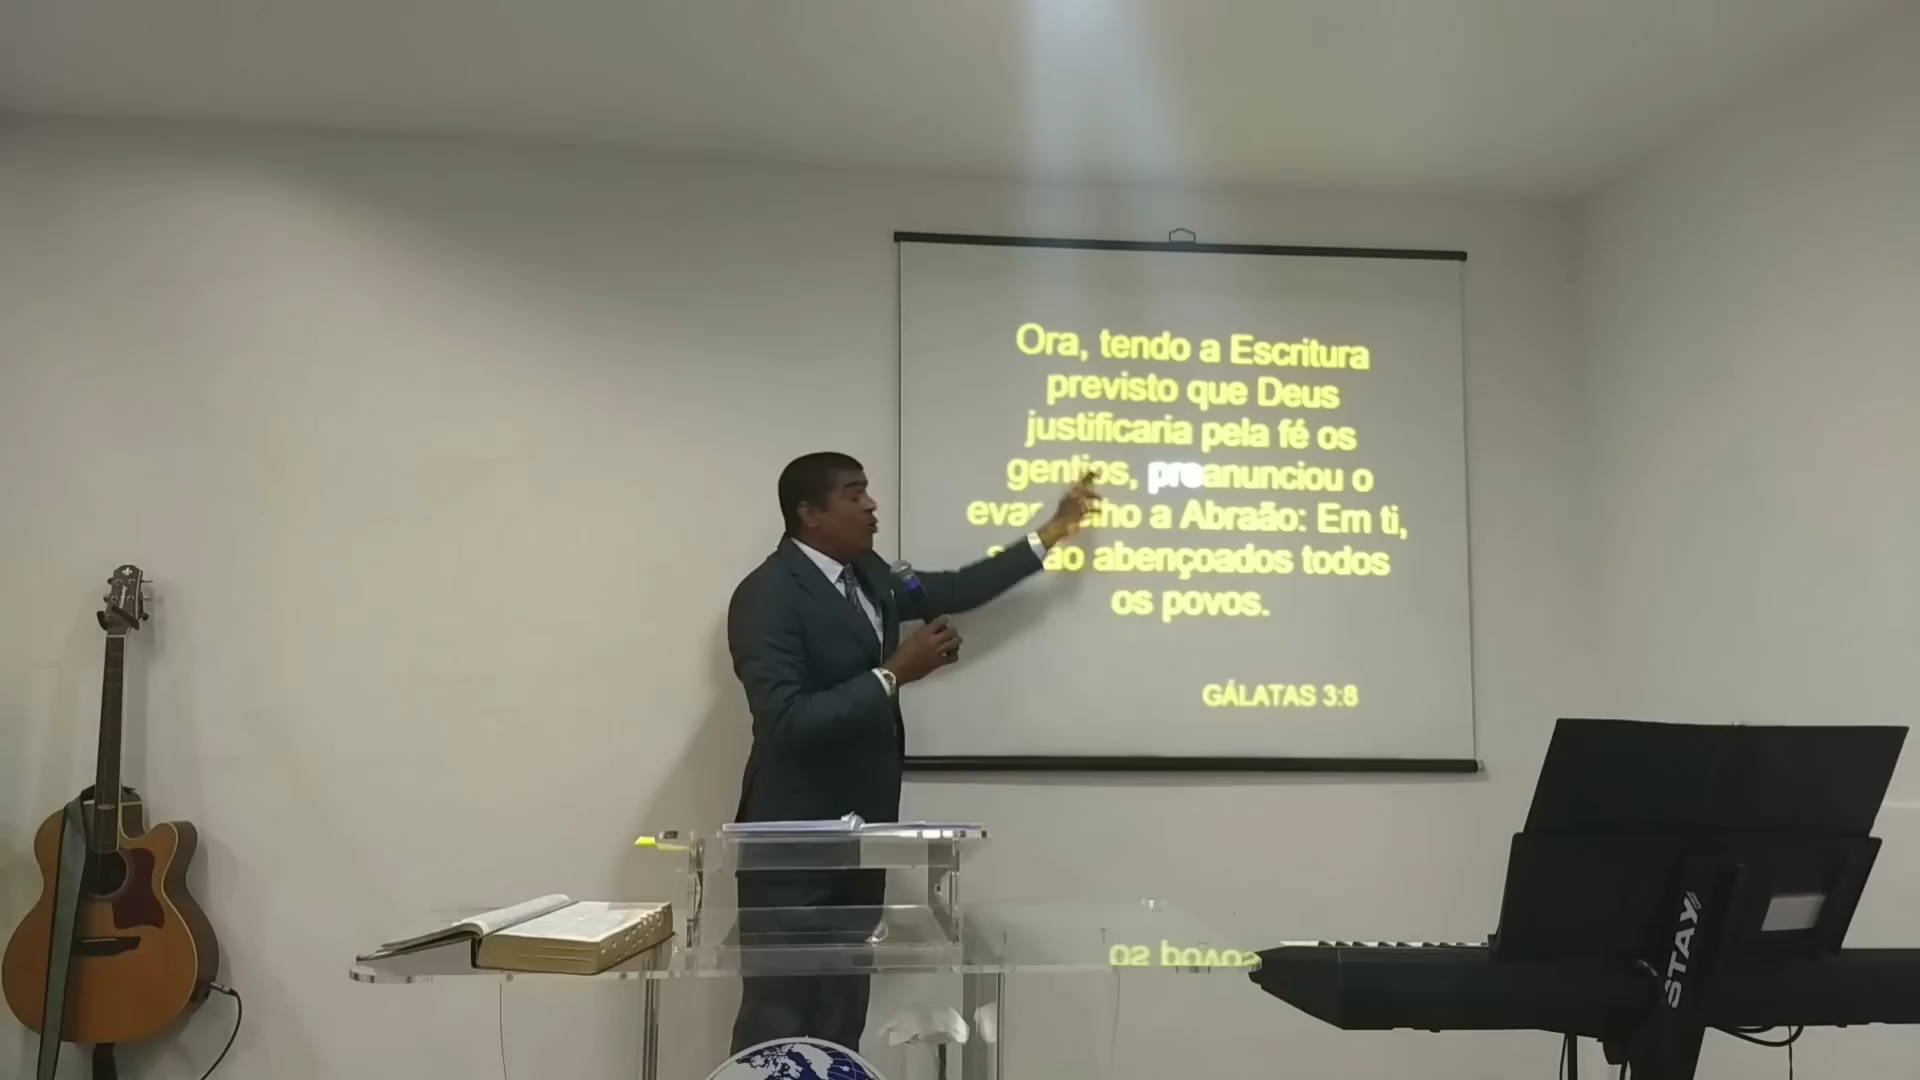 Ora, tendo a Escritura
previsto que Deus
justificaria pela fé os
gentios, preanunciou o
a Abraão: Em ti,
abençoados todos
os povos.
GÁLATAS 3:8
STAY